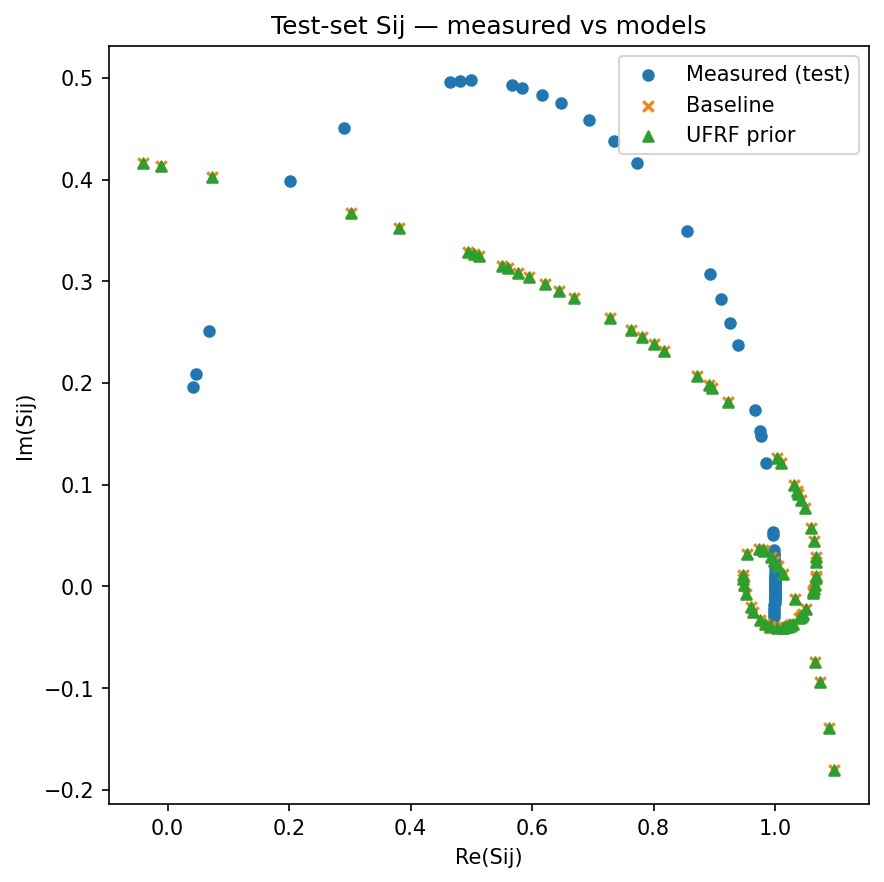 Test-set Sij — measured vs models
Measured (test)
Baseline
UFRF prior
Im(Sij)
0.5
0.4
0.3
0.2
0.1
0.0
−0.1
−0.2
0.0 0.2 0.4 0.6 0.8 1.0
Re(Sij)